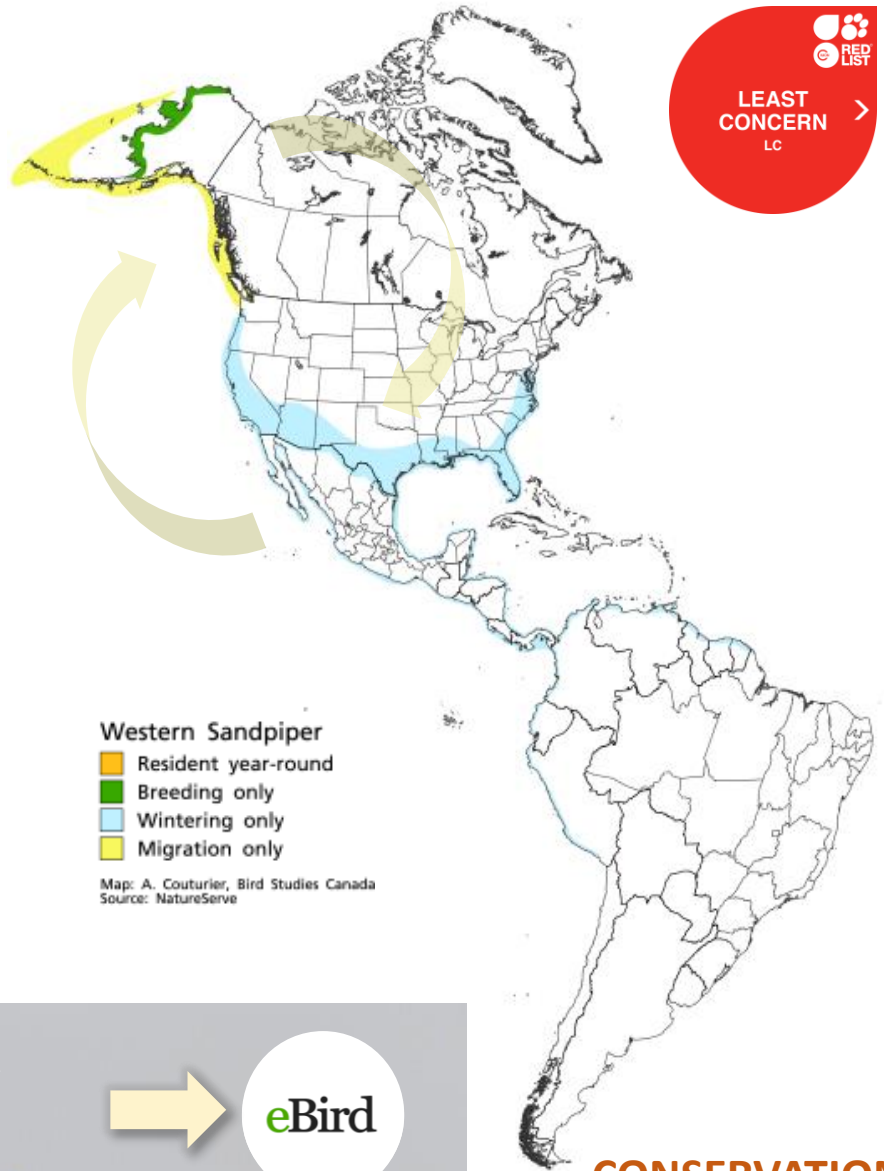 RED
LIST
LEAST
CONCERN
LC
Western Sandpiper
Resident year-round
Breeding only
Wintering only
Migration only
Map: A. Couturier, Bird Studies Canada
Source: NatureServe
eBird
CONSERVATION